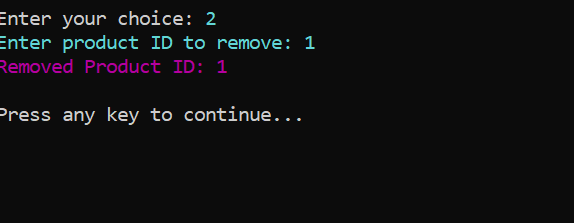 Enter your choice: 2
Enter product ID to remove: 1
Removed Product ID: 1
Press any key to continue...